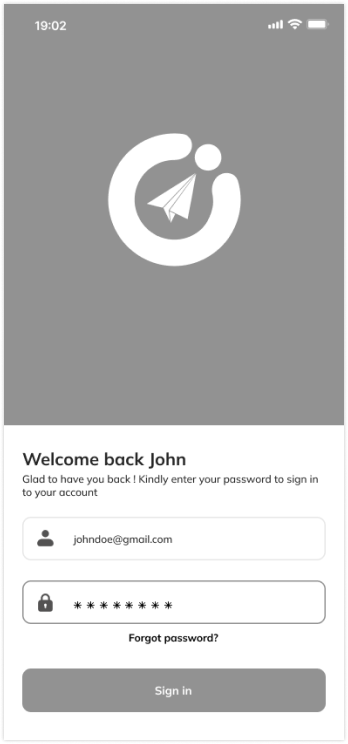 19:02
Welcome back John
Glad to have you back ! Kindly enter your password to sign in
to your account
johndoe@gmail.com
✳ ✳ ✳ ✳ ✳ ✳ ✳ ✳
Forgot password?
Sign in